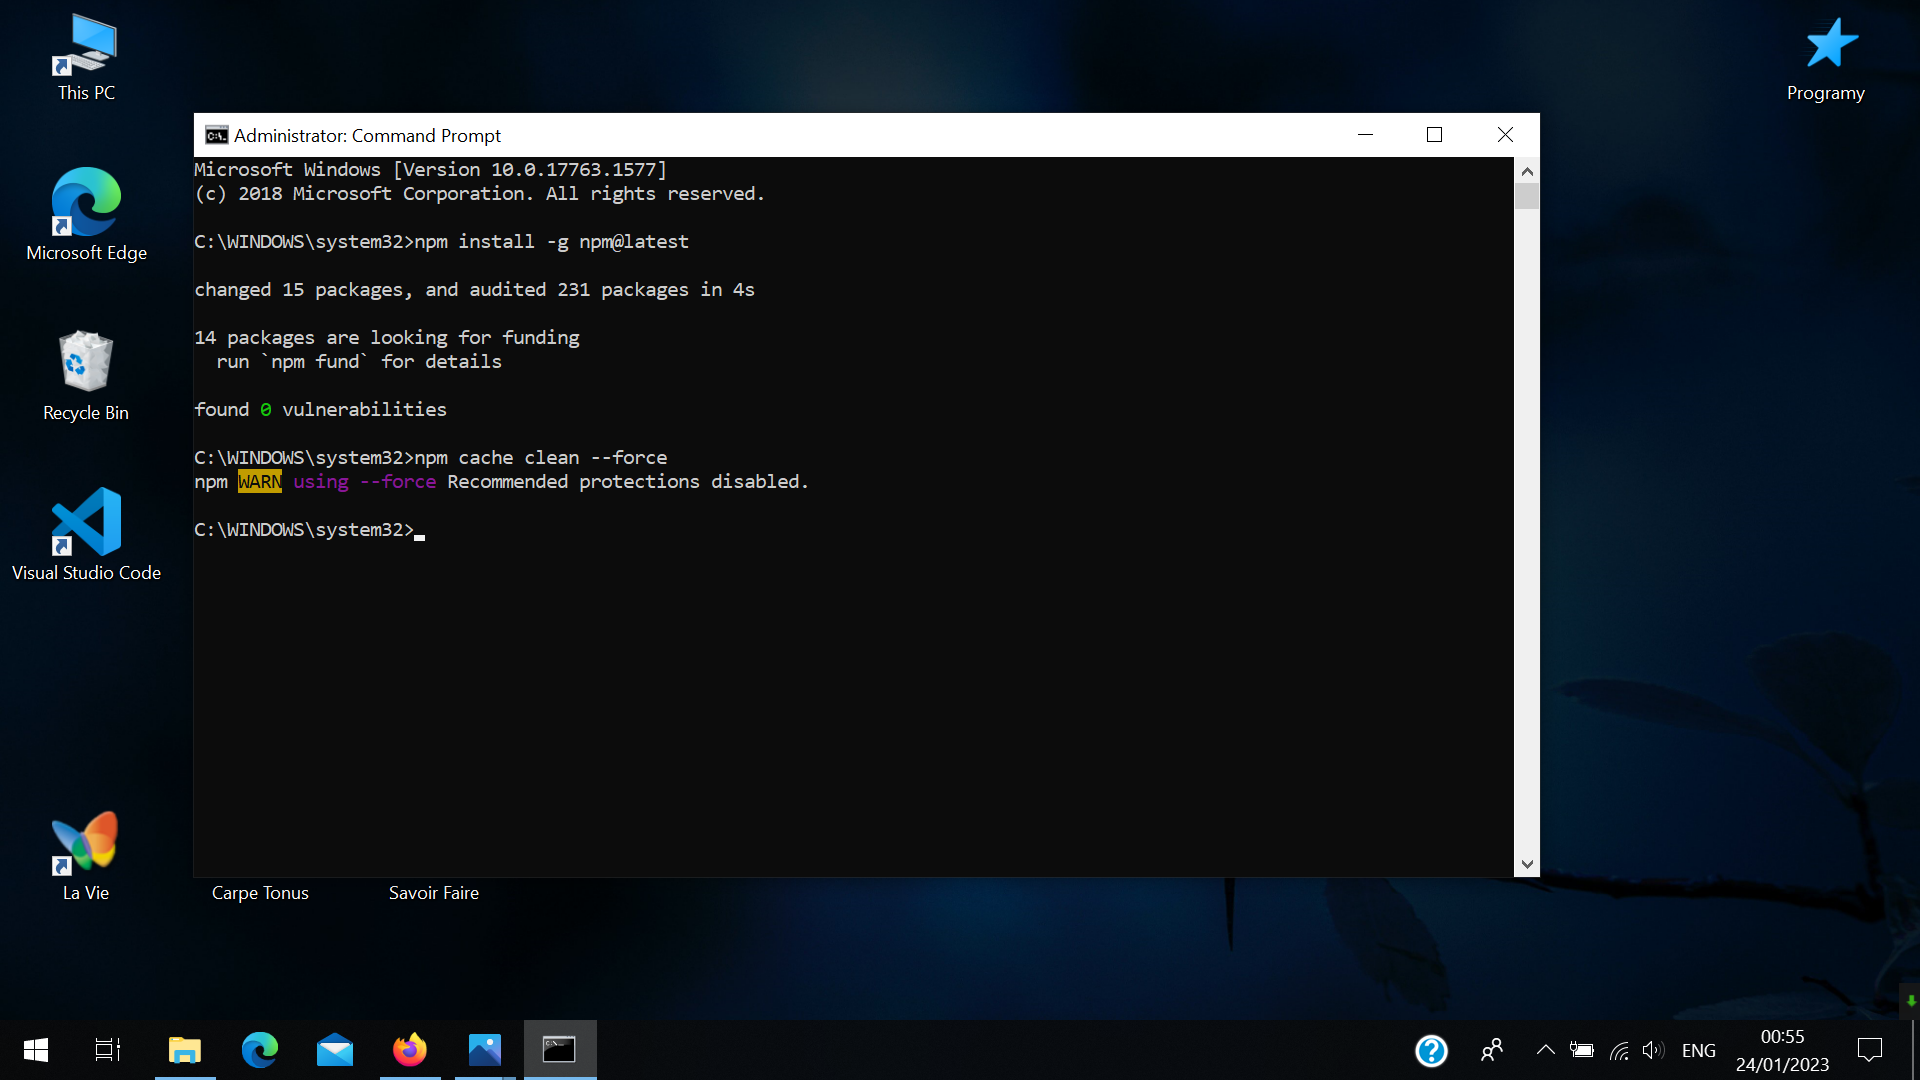 This PC
Programy
Administrator: Command Prompt
Microsoft Windows [Version 10.0.17763.1577]
(c) 2018 Microsoft Corporation. All rights reserved.
C:\WINDOWS\system32>npm install -g npm@latest
changed 15 packages, and audited 231 packages in 4s
14 packages are looking for funding
run `npm fund` for details
found 0 vulnerabilities
C:\WINDOWS\system32>npm cache clean --force
npm WARN using --force Recommended protections disabled.
C:\WINDOWS\system32>
Microsoft Edge
Recycle Bin
Visual Studio Code
La Vie
Carpe Tonus
Savoir Faire
ENG
00:55
24/01/2023